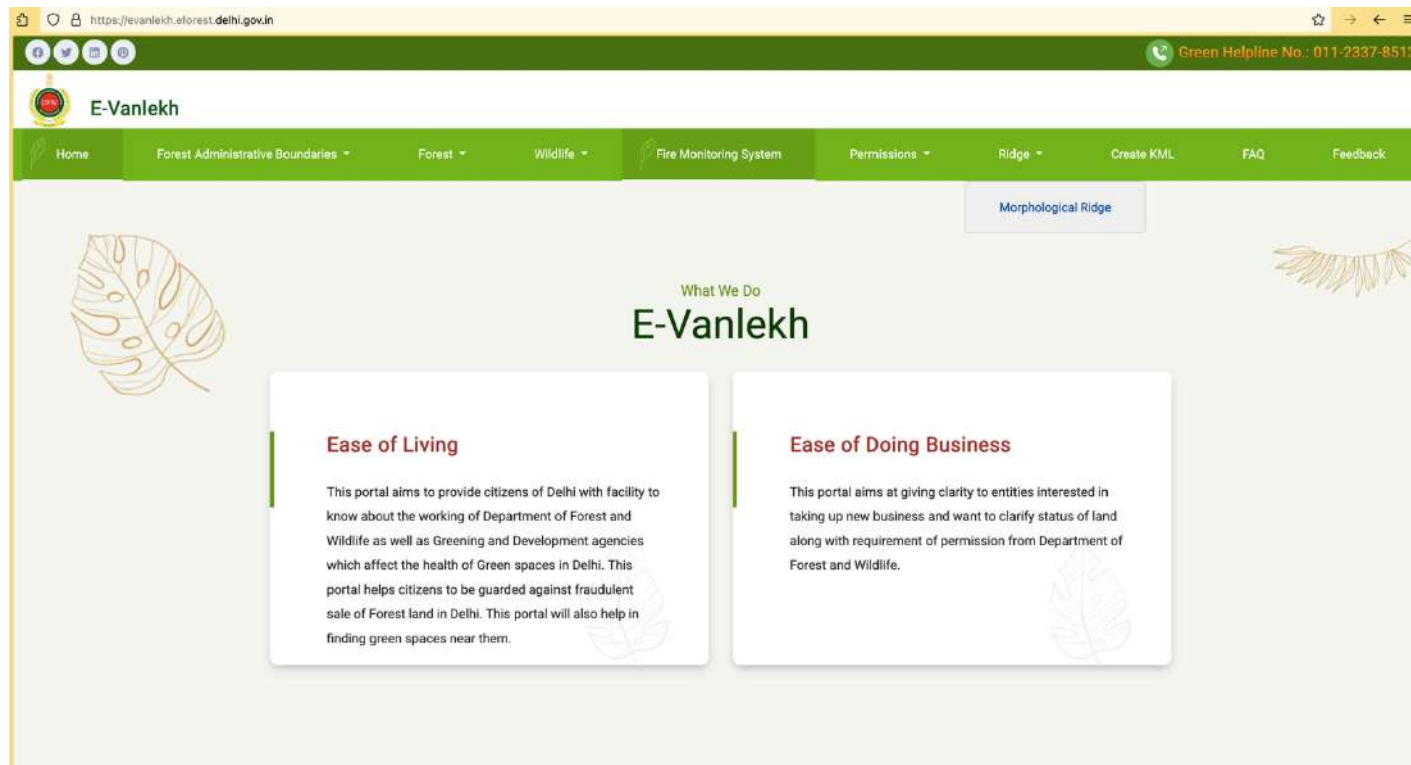 https://evanlekh.eforest.delhi.gov.in
Green Helpline No.: 011-2337-851
E-Vanlekh
Home Forest Administrative Boundaries Forest Wildlife Fire Monitoring System Permissions Ridge Create KML FAQ Feedback
Morphological Ridge
What We Do
E-Vanlekh
Ease of Living
This portal aims to provide citizens of Delhi with facility to
know about the working of Department of Forest and
Wildlife as well as Greening and Development agencies
which affect the health of Green spaces in Delhi. This
portal helps citizens to be guarded against fraudulent
sale of Forest land in Delhi. This portal will also help in
finding green spaces near them.
Ease of Doing Business
This portal aims at giving clarity to entities interested in
taking up new business and want to clarify status of land
along with requirement of permission from Department of
Forest and Wildlife.